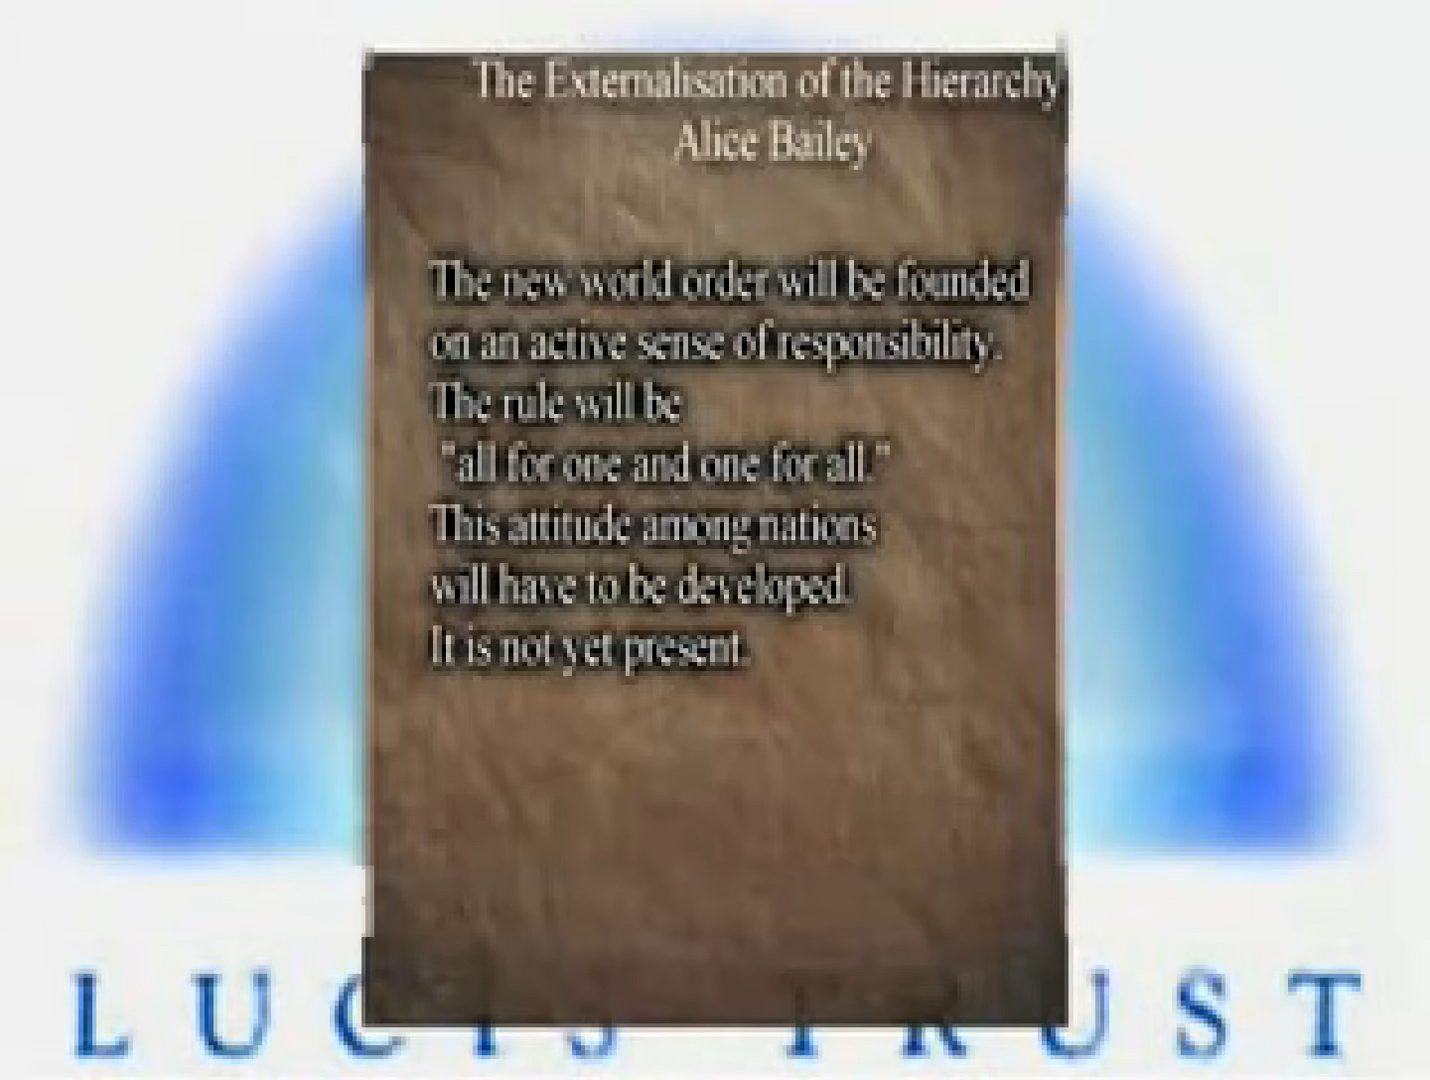 The Externalisation of the Hierarchy
Alice Bailey
The new world order will be founded
on an active sense of responsibility.
The rule will be
"all for one and one for all."
This attitude among nations
will have to be developed.
It is not yet present.
LUCIS TRUST